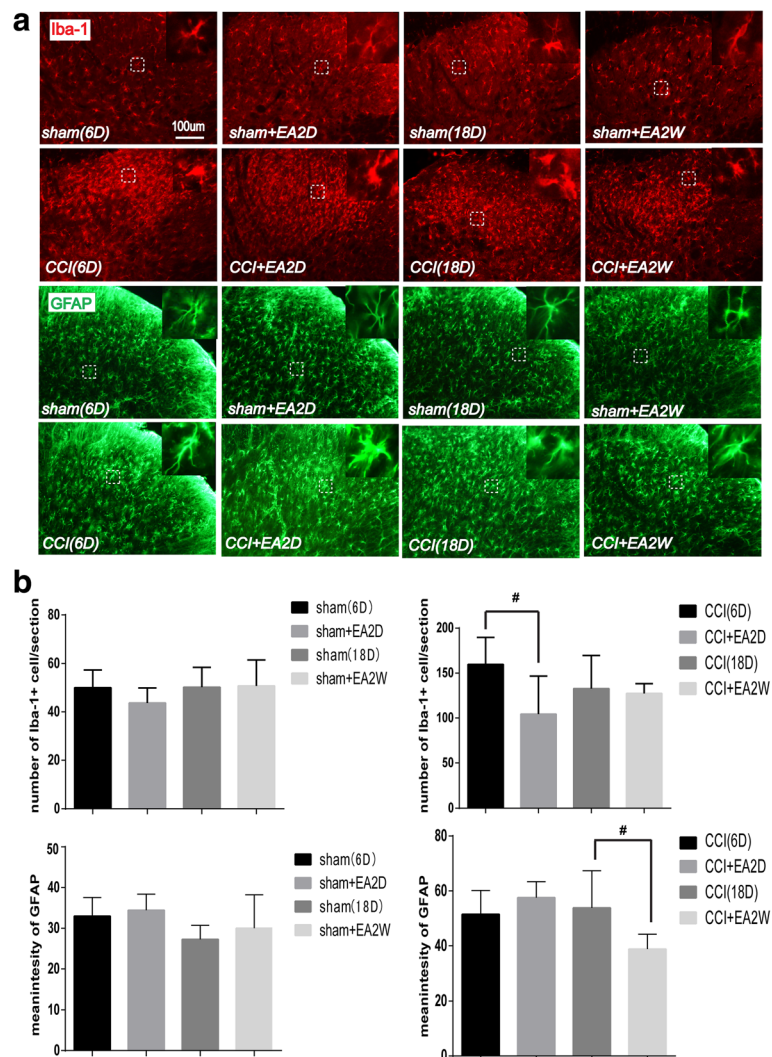 a
Iba-1
sham(6D)
100um
sham+EA2D
sham(18D)
sham+EA2W
CCI(6D)
CCI+EA2D
CCI(18D)
CCI+EA2W
GFAP
sham(6D)
sham+EA2D
sham(18D)
sham+EA2W
CCI(6D)
CCI+EA2D
CCI(18D)
CCI+EA2W
b
number of Iba-1+ cell/section
80
60
40
20
0
sham(6D)
sham+EA2D
sham(18D)
sham+EA2W
number of Iba-1+ cell/section
200
150
100
50
0
#
CCI(6D)
CCI+EA2D
CCI(18D)
CCI+EA2W
meanintesity of GFAP
50
40
30
20
10
0
sham(6D)
sham+EA2D
sham(18D)
sham+EA2W
meanintesity of GFAP
80
60
40
20
0
#
CCI(6D)
CCI+EA2D
CCI(18D)
CCI+EA2W